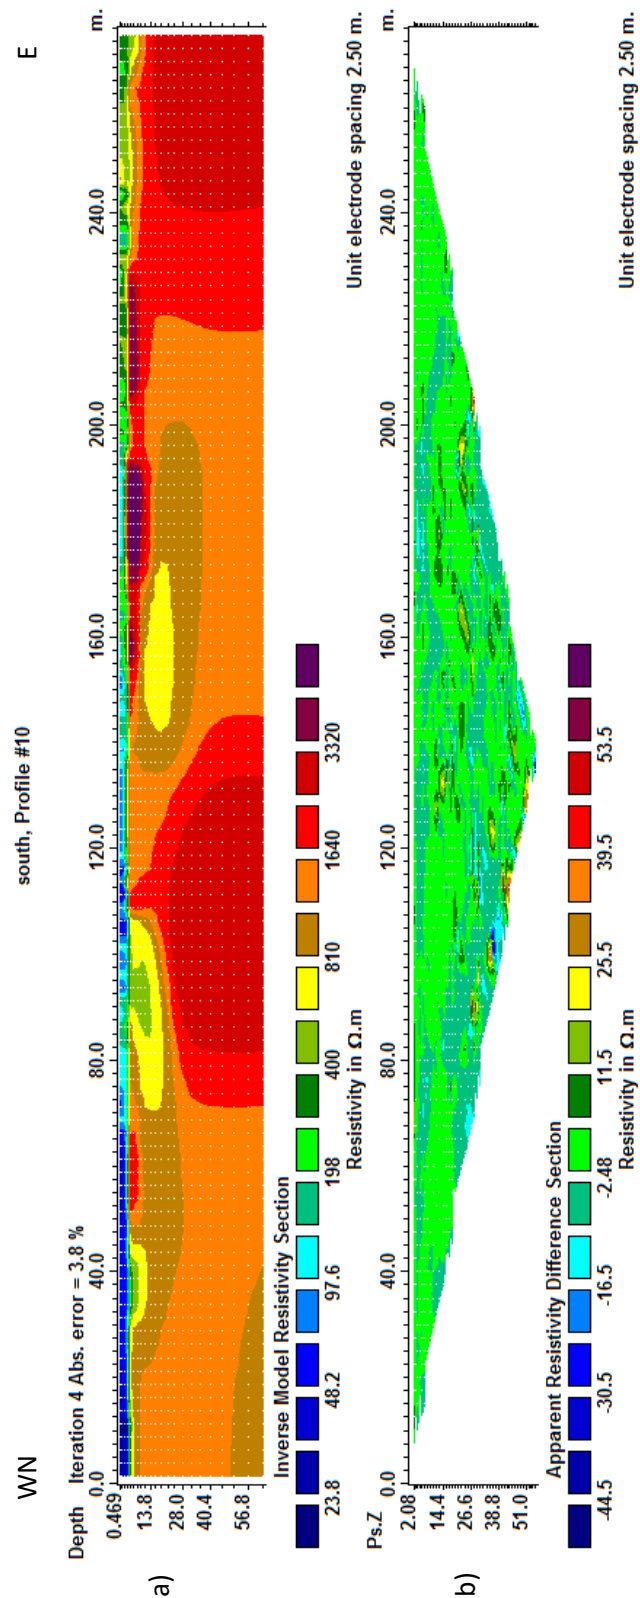 WN E
south, Profile #10
Depth Iteration 4 Abs. error = 3.8 %
0.0 40.0 80.0 120.0 160.0 200.0 240.0 m.
0.469
13.8
28.0
40.4
56.8
a)
Inverse Model Resistivity Section
23.8 48.2 97.6 198 400 810 1640 3320
Resistivity in Ω.m
Unit electrode spacing 2.50 m.
Ps.Z
0.0 40.0 80.0 120.0 160.0 200.0 240.0 m.
2.08
14.4
26.6
38.8
51.0
b)
Apparent Resistivity Difference Section
-44.5 -30.5 -16.5 -2.48 11.5 25.5 39.5 53.5
Resistivity in Ω.m
Unit electrode spacing 2.50 m.